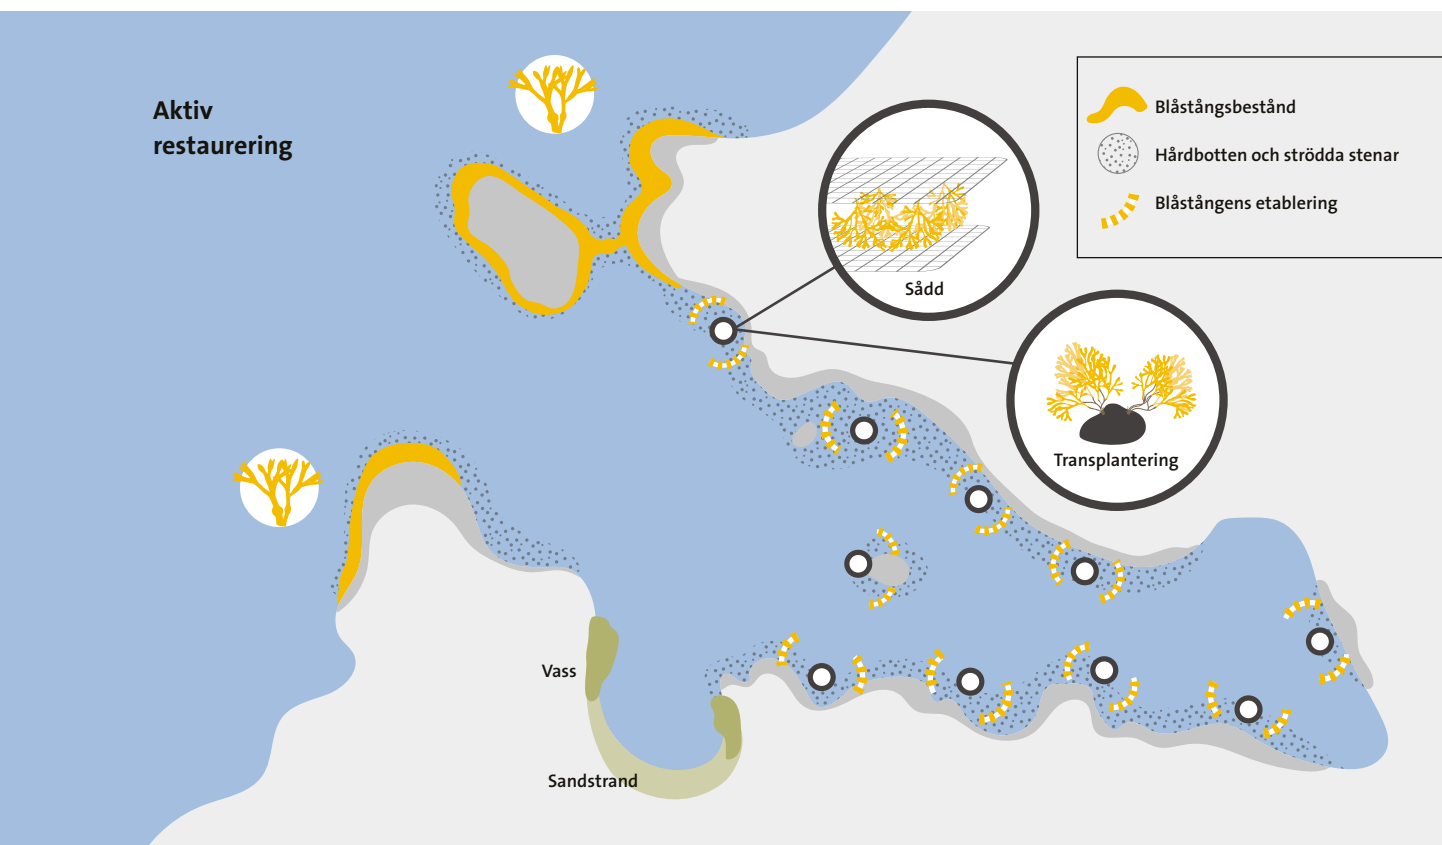 Aktiv
restaurering
Blåstångsbestånd
Hårdbotten och strödda stenar
Blåstångens etablering
Sådd
Transplantering
Vass
Sandstrand